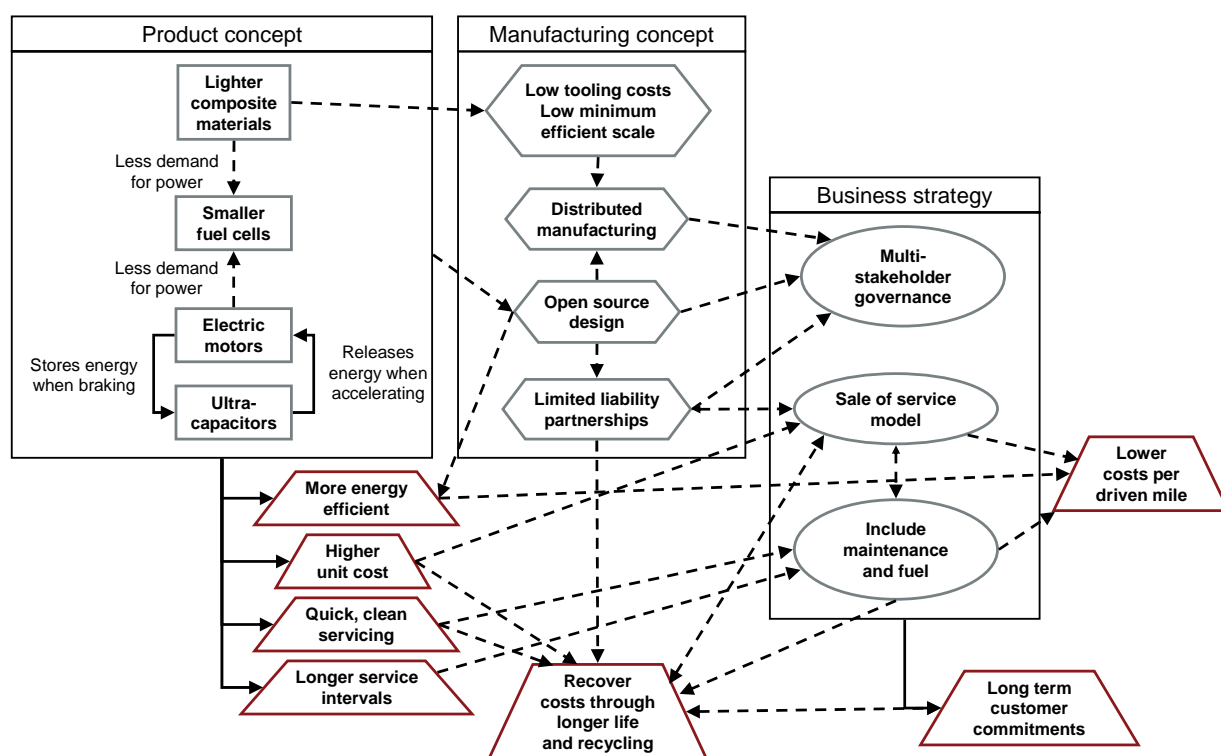 Product concept
Lighter
composite
materials
Less demand
for power
Smaller
fuel cells
Less demand
for power
Electric
motors
Stores energy
when braking
Releases
energy when
accelerating
Ultra-
capacitors
Manufacturing concept
Low tooling costs
Low minimum
efficient scale
Distributed
manufacturing
Open source
design
Limited liability
partnerships
Business strategy
Multi-
stakeholder
governance
Sale of service
model
Include
maintenance
and fuel
More energy
efficient
Higher
unit cost
Quick, clean
servicing
Longer service
intervals
Recover
costs through
longer life
and recycling
Lower
costs per
driven mile
Long term
customer
commitments